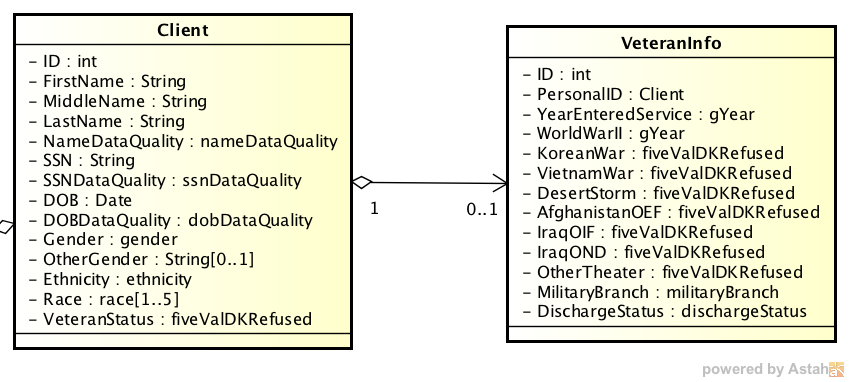 Client
- ID : int
- FirstName : String
- MiddleName : String
- LastName : String
- NameDataQuality : nameDataQuality
- SSN : String
- SSNDataQuality : ssnDataQuality
- DOB : Date
- DOBDataQuality : dobDataQuality
- Gender : gender
- OtherGender : String[0..1]
- Ethnicity : ethnicity
- Race : race[1..5]
- VeteranStatus : fiveValDKRefused
1
0..1
VeteranInfo
- ID : int
- PersonalID : Client
- YearEnteredService : gYear
- WorldWarII : gYear
- KoreanWar : fiveValDKRefused
- VietnamWar : fiveValDKRefused
- DesertStorm : fiveValDKRefused
- AfghanistanOEF : fiveValDKRefused
- IraqOIF : fiveValDKRefused
- IraqOND : fiveValDKRefused
- OtherTheater : fiveValDKRefused
- MilitaryBranch : militaryBranch
- DischargeStatus : dischargeStatus
powered by Astah